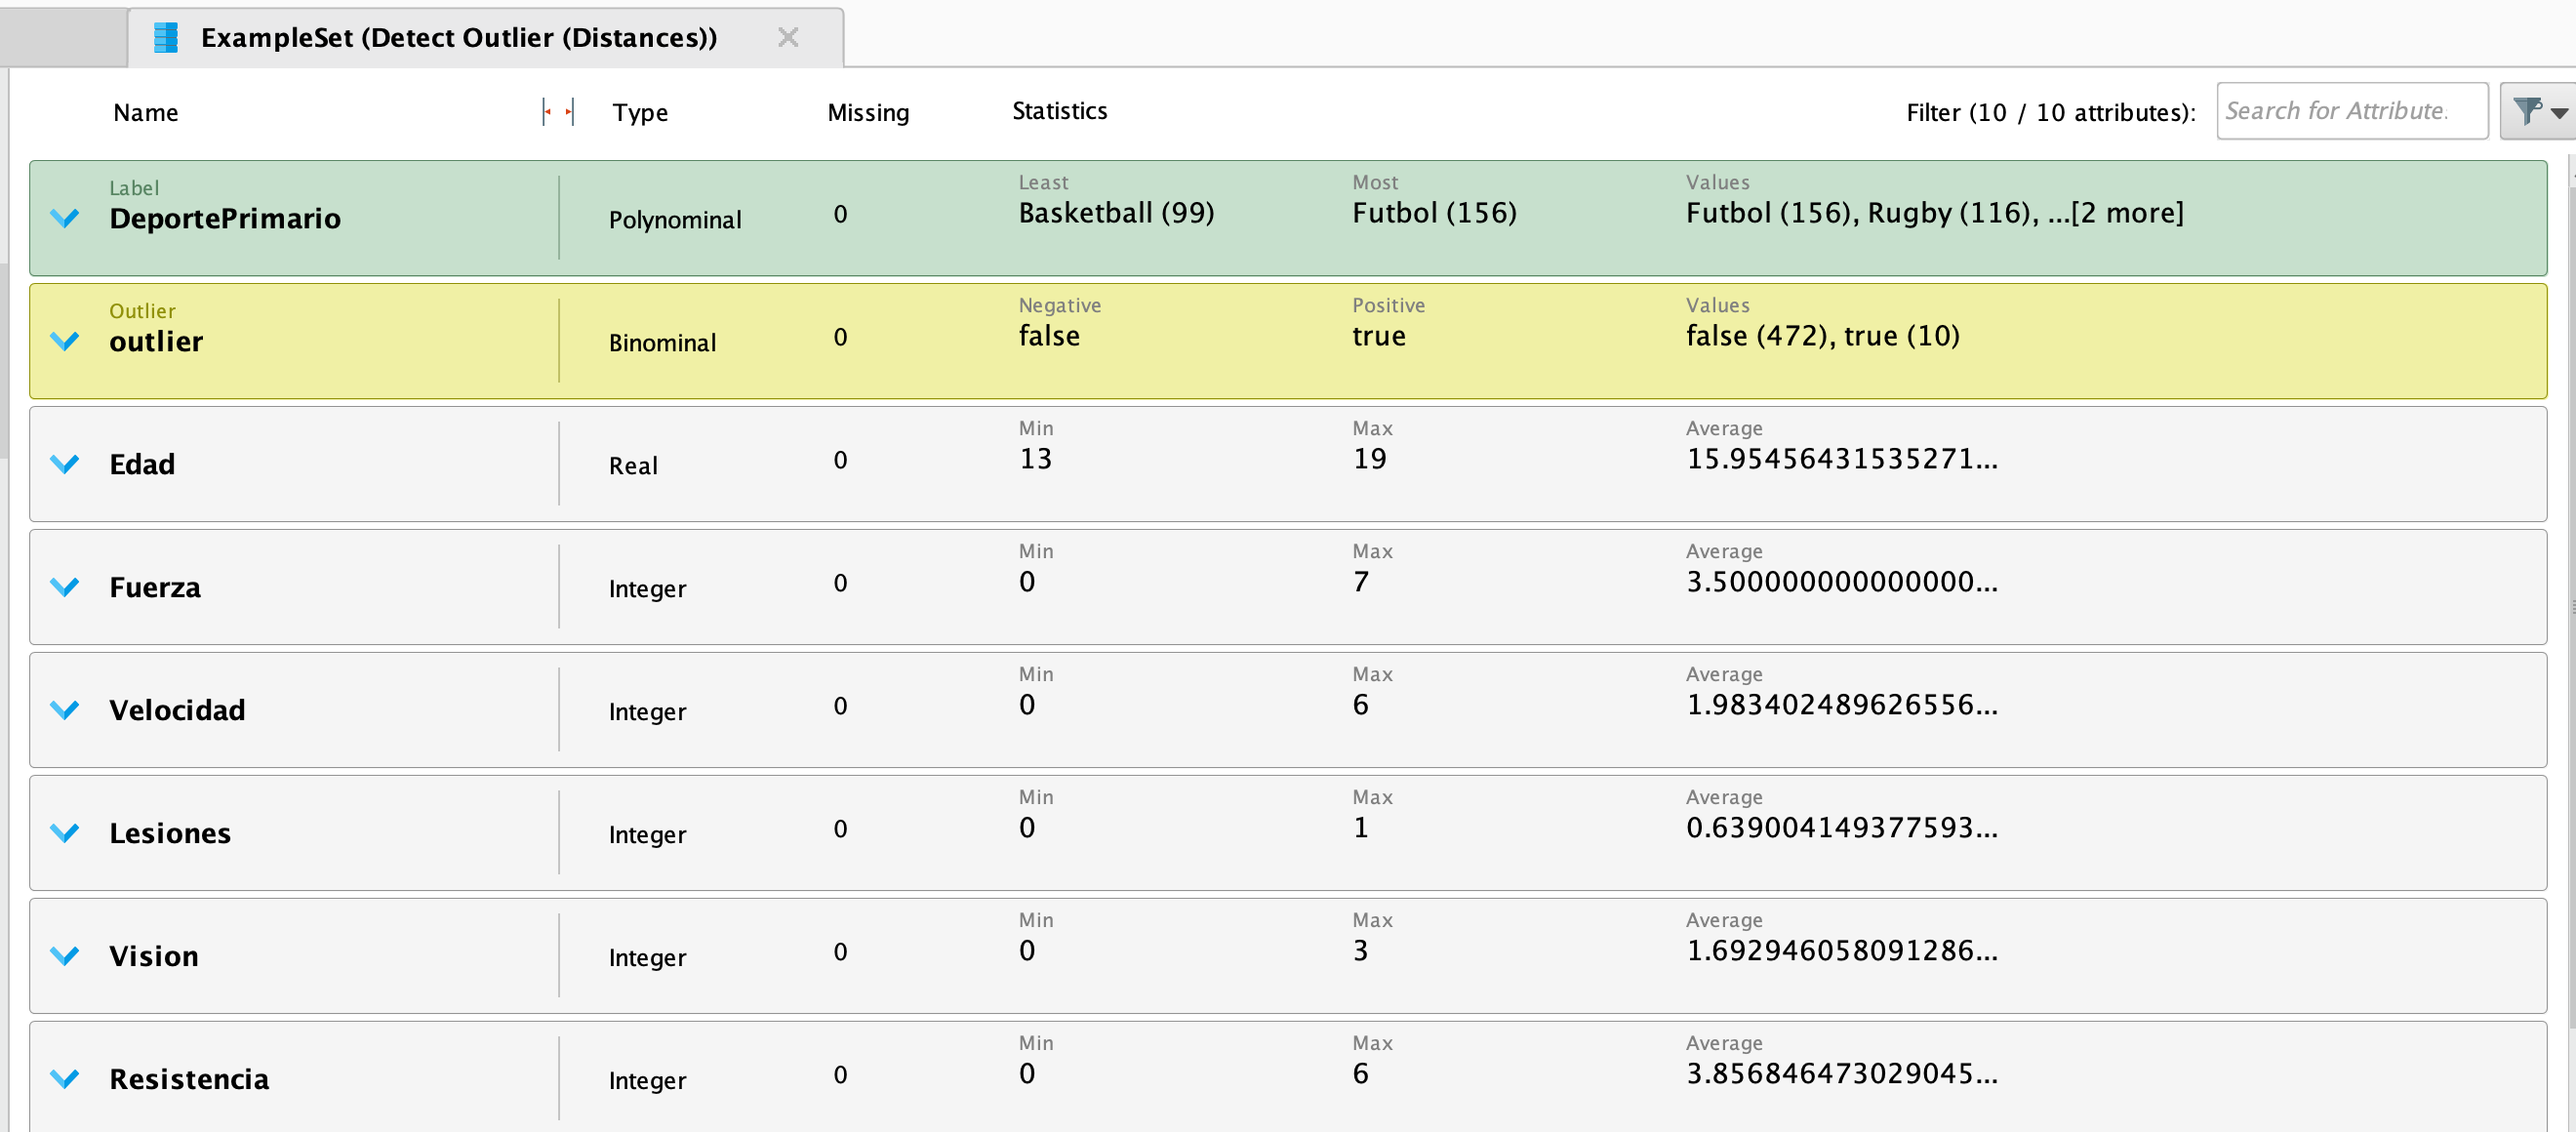 ExampleSet (Detect Outlier (Distances))
Name Type Missing Statistics Filter (10 / 10 attributes): Search for Attribute.
Label Least Most Values
DeportePrimario Polynominal 0 Basketball (99) Futbol (156) Futbol (156), Rugby (116), ...[2 more]
Outlier Negative Positive Values
outlier Binominal 0 false true false (472), true (10)
Min Max Average
Edad Real 0 13 19 15.95456431535271...
Min Max Average
Fuerza Integer 0 0 7 3.500000000000000...
Min Max Average
Velocidad Integer 0 0 6 1.983402489626556...
Min Max Average
Lesiones Integer 0 0 1 0.639004149377593...
Min Max Average
Vision Integer 0 0 3 1.692946058091286...
Min Max Average
Resistencia Integer 0 0 6 3.856846473029045...